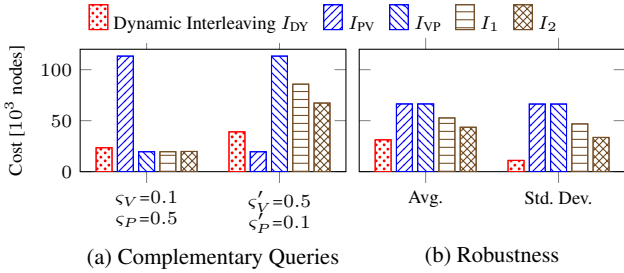 Dynamic Interleaving I_DY I_PV I_VP I_1 I_2
Cost [10^3 nodes]
100
50
0
ς_V=0.1 ς'_V=0.5 Avg. Std. Dev.
ς_P=0.5 ς'_P=0.1
(a) Complementary Queries (b) Robustness